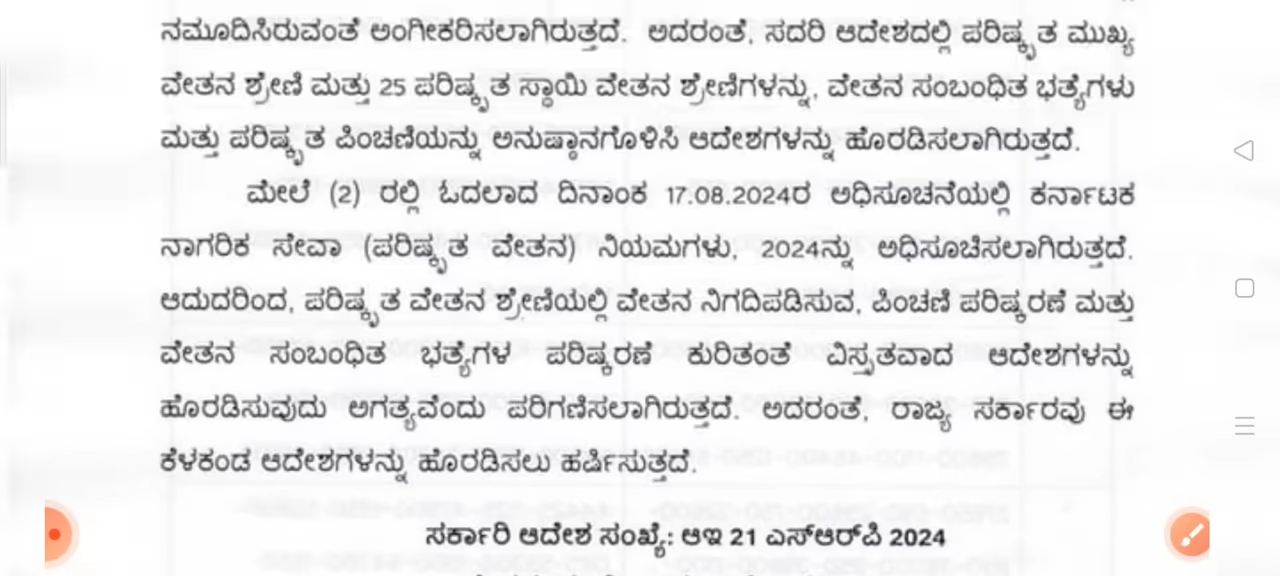 ನಮೂದಿಸಿರುವಂತೆ ಅಂಗೀಕರಿಸಲಾಗಿರುತ್ತದೆ. ಅದರಂತೆ, ಸದರಿ ಆದೇಶದಲ್ಲಿ ಪರಿಷ್ಕೃತ ಮುಖ್ಯ
ವೇತನ ಶ್ರೇಣಿ ಮತ್ತು 25 ಪರಿಷ್ಕೃತ ಸ್ಥಾಯಿ ವೇತನ ಶ್ರೇಣಿಗಳನ್ನು, ವೇತನ ಸಂಬಂಧಿತ ಭತ್ಯೆಗಳು
ಮತ್ತು ಪರಿಷ್ಕೃತ ಪಿಂಚಣಿಯನ್ನು ಅನುಷ್ಠಾನಗೊಳಿಸಿ ಆದೇಶಗಳನ್ನು ಹೊರಡಿಸಲಾಗಿರುತ್ತದೆ.
ಮೇಲೆ (2) ರಲ್ಲಿ ಓದಲಾದ ದಿನಾಂಕ 17.08.2024ರ ಅಧಿಸೂಚನೆಯಲ್ಲಿ ಕರ್ನಾಟಕ
ನಾಗರಿಕ ಸೇವಾ (ಪರಿಷ್ಕೃತ ವೇತನ) ನಿಯಮಗಳು, 2024ನ್ನು ಅಧಿಸೂಚಿಸಲಾಗಿರುತ್ತದೆ.
ಆದುದರಿಂದ, ಪರಿಷ್ಕೃತ ವೇತನ ಶ್ರೇಣಿಯಲ್ಲಿ ವೇತನ ನಿಗದಿಪಡಿಸುವ, ಪಿಂಚಣಿ ಪರಿಷ್ಕರಣೆ ಮತ್ತು
ವೇತನ ಸಂಬಂಧಿತ ಭತ್ಯೆಗಳ ಪರಿಷ್ಕರಣೆ ಕುರಿತಂತೆ ವಿಸ್ತೃತವಾದ ಆದೇಶಗಳನ್ನು
ಹೊರಡಿಸುವುದು ಅಗತ್ಯವೆಂದು ಪರಿಗಣಿಸಲಾಗಿರುತ್ತದೆ. ಅದರಂತೆ, ರಾಜ್ಯ ಸರ್ಕಾರವು ಈ
ಕೆಳಕಂಡ ಆದೇಶಗಳನ್ನು ಹೊರಡಿಸಲು ಹರ್ಷಿಸುತ್ತದೆ.
ಸರ್ಕಾರಿ ಆದೇಶ ಸಂಖ್ಯೆ: ಆಇ 21 ಎಸ್ಆರ್‌ಪಿ 2024